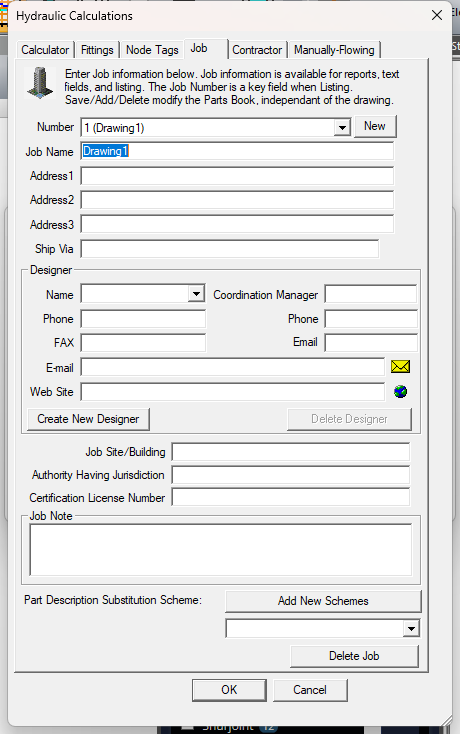 Hydraulic Calculations
Calculator Fittings Node Tags Job Contractor Manually-Flowing
Enter Job information below. Job information is available for reports, text
fields, and listing. The Job Number is a key field when Listing.
Save/Add/Delete modify the Parts Book, independant of the drawing.
Number 1 (Drawing1) New
Job Name Drawing1
Address1
Address2
Address3
Ship Via
Designer
Name Coordination Manager
Phone Phone
FAX Email
E-mail
Web Site
Create New Designer Delete Designer
Job Site/Building
Authority Having Jurisdiction
Certification License Number
Job Note
Part Description Substitution Scheme: Add New Schemes
Delete Job
OK Cancel